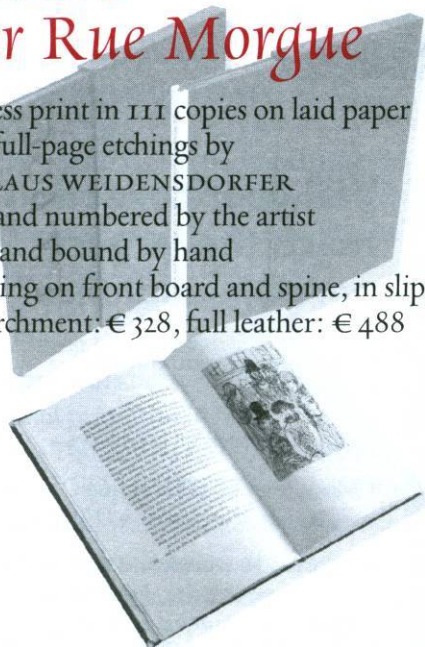 r Rue Morgue
ess print in 111 copies on laid paper
full-page etchings by
LAUS WEIDENSDORFER
and numbered by the artist
and bound by hand
ing on front board and spine, in slip
rchment: € 328, full leather: € 488